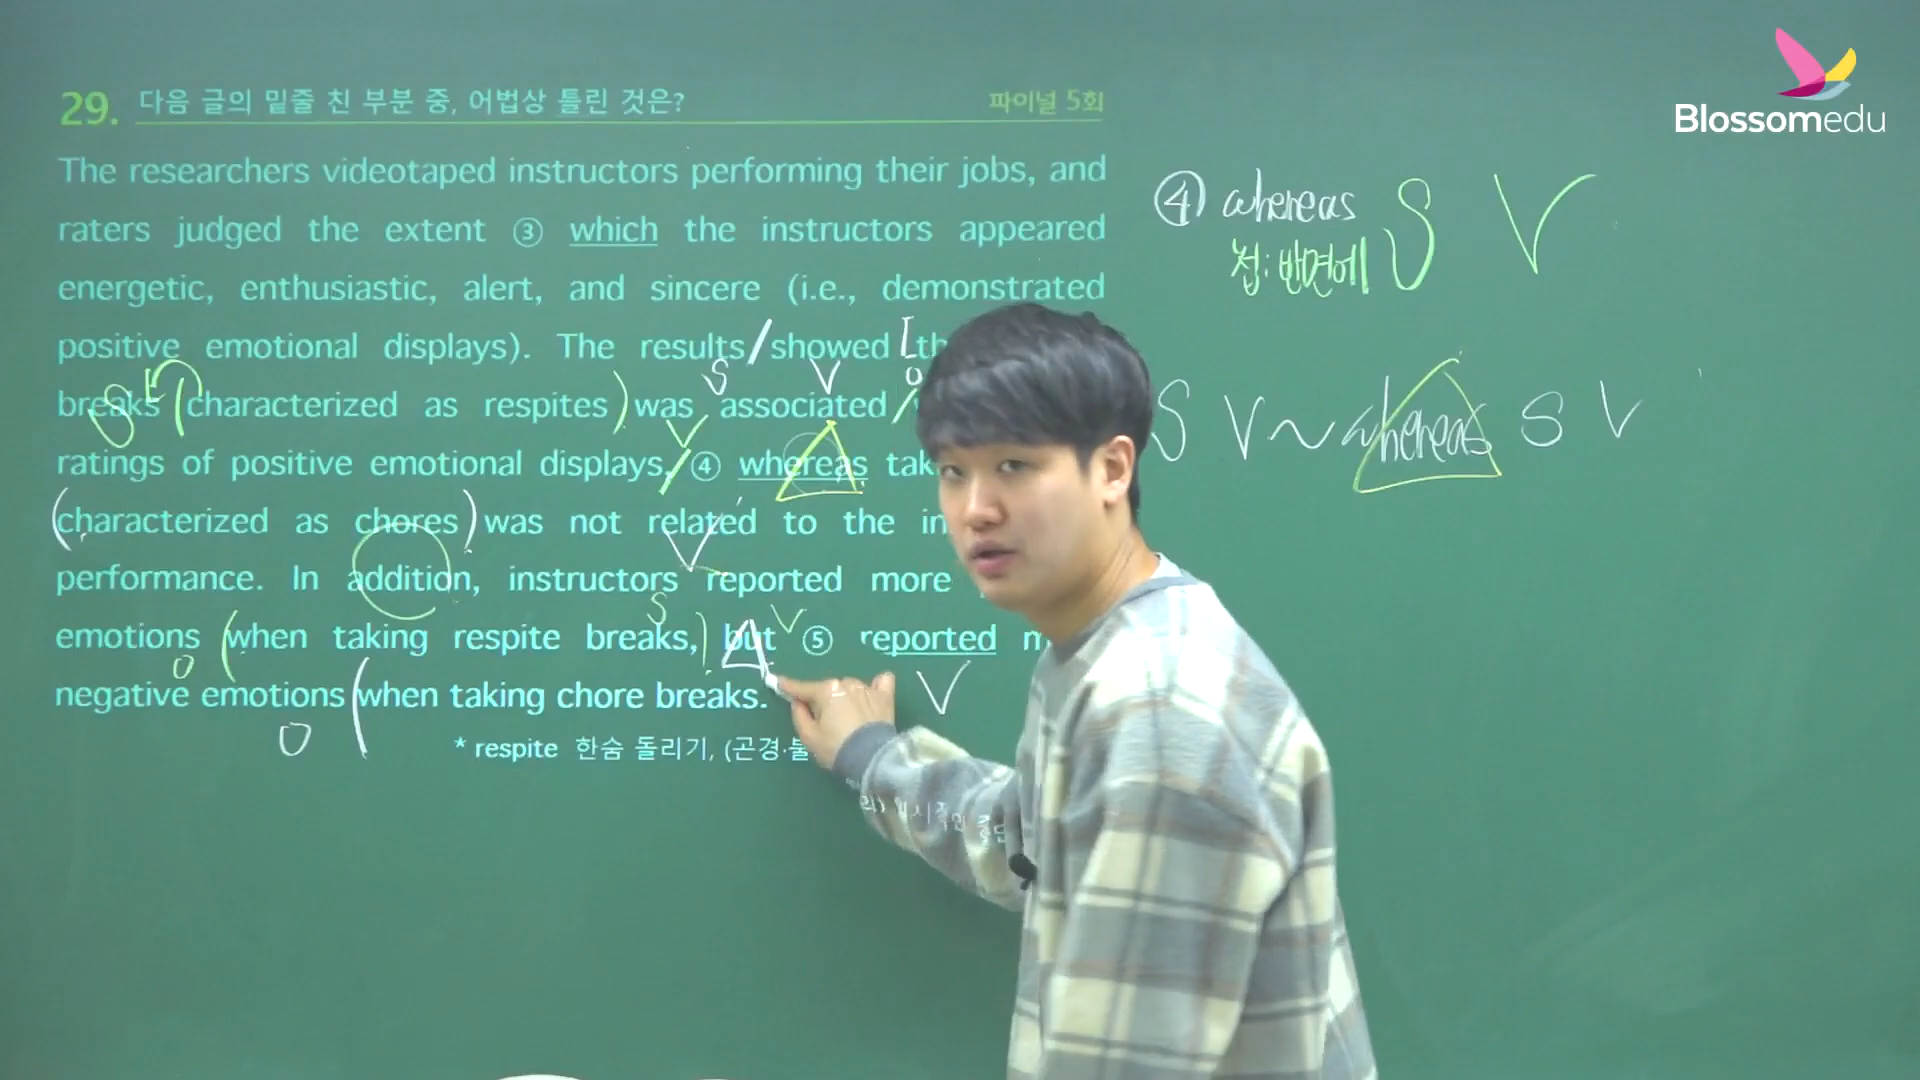 Blossomedu
29. 다음 글의 밑줄 친 부분 중, 어법상 틀린 것은? 파이널 5회
The researchers videotaped instructors performing their jobs, and
raters judged the extent ③ which the instructors appeared
energetic, enthusiastic, alert, and sincere (i.e., demonstrated
positive emotional displays). The results / showed [th
S V O
breaks (characterized as respites) was associated /
S V
ratings of positive emotional displays, / ④ whereas tak
(characterized as chores) was not related to the in
V
performance. In addition, instructors reported more
S V
emotions (when taking respite breaks,) but ⑤ reported m
O V
negative emotions (when taking chore breaks.
O
* respite 한숨 돌리기, (곤경·불
④ whereas S V
접: 반면에
S V ~ whereas S V